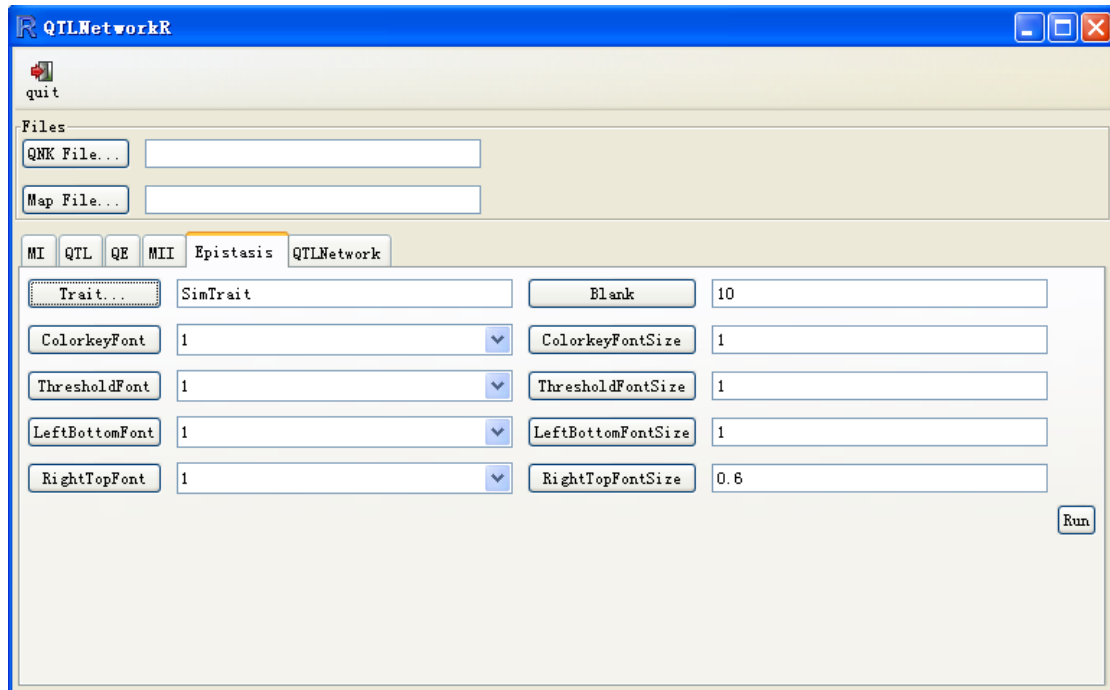 QTLNetworkR
quit
Files
QNK File...
Map File...
MI QTL QE MII Epistasis QTLNetwork
Trait... SimTrait Blank 10
ColorkeyFont 1 ColorkeyFontSize 1
ThresholdFont 1 ThresholdFontSize 1
LeftBottomFont 1 LeftBottomFontSize 1
RightTopFont 1 RightTopFontSize 0.6
Run